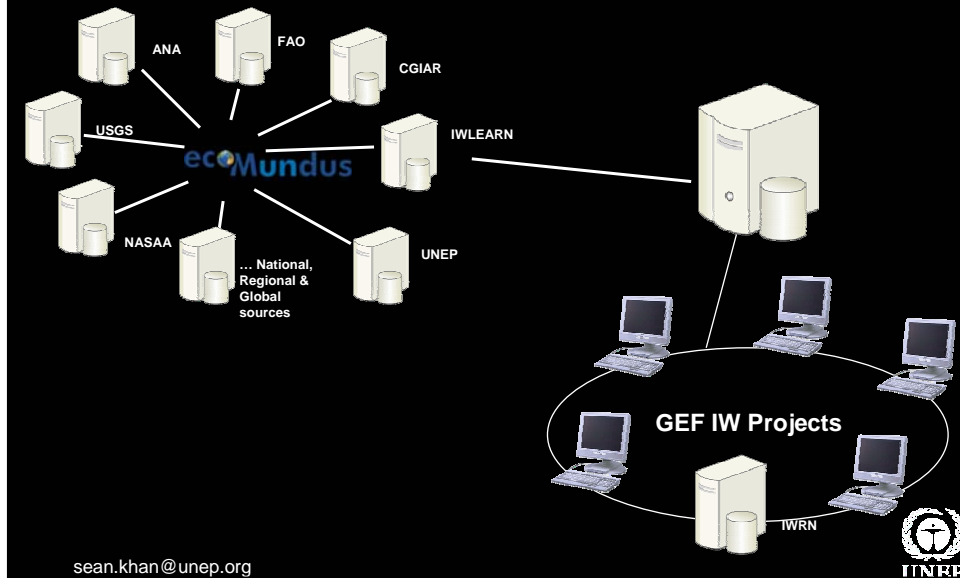 ANA
FAO
CGIAR
USGS
IWLEARN
ecoMundus
NASAA
UNEP
... National,
Regional &
Global
sources
GEF IW Projects
IWRN
sean.khan@unep.org
UNEP